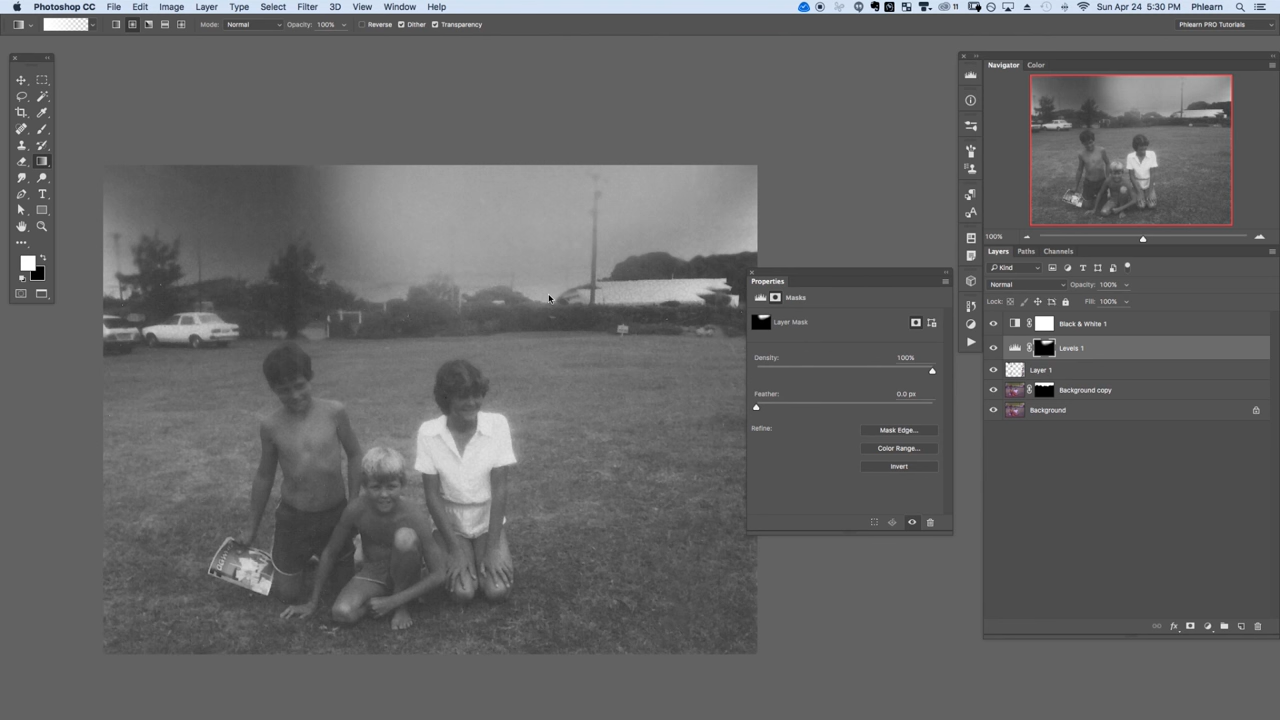 Photoshop CC File Edit Image Layer Type Select Filter 3D View Window Help 11 Sun Apr 24 5:30 PM Phlearn
Mode: Normal Opacity: 100% Reverse Dither Transparency Phlearn PRO Tutorials
Navigator Color
100%
Layers Paths Channels
Kind
Normal Opacity: 100%
Lock: Fill: 100%
Black & White 1
Levels 1
Layer 1
Background copy
Background
Properties
Masks
Layer Mask
Density: 100%
Feather: 0.0 px
Refine: Mask Edge...
Color Range...
Invert
T